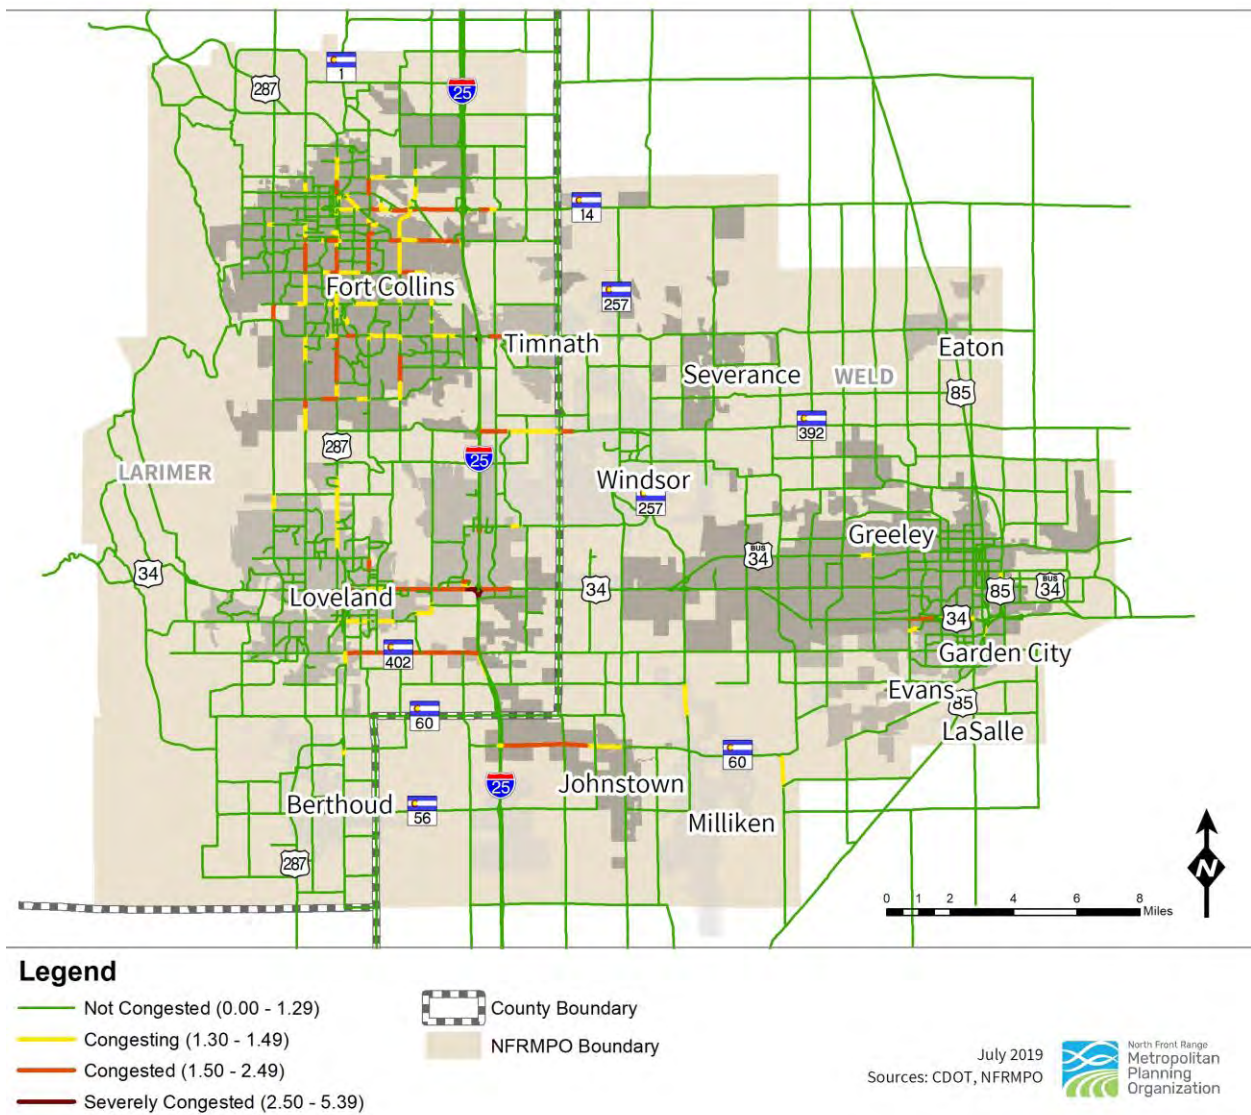 1
287
25
14
257
Fort Collins
Timnath
Eaton
Severance
WELD
85
392
287
25
LARIMER
Windsor
257
Greeley
BUS
34
34
34
85
BUS
34
Loveland
34
402
Garden City
Evans
85
60
LaSalle
60
25
Johnstown
Berthoud
56
Milliken
287
N
0 1 2 4 6 8
Miles
Legend
Not Congested (0.00 - 1.29)
Congesting (1.30 - 1.49)
Congested (1.50 - 2.49)
Severely Congested (2.50 - 5.39)
County Boundary
NFRMPO Boundary
July 2019
Sources: CDOT, NFRMPO
North Front Range
Metropolitan
Planning
Organization